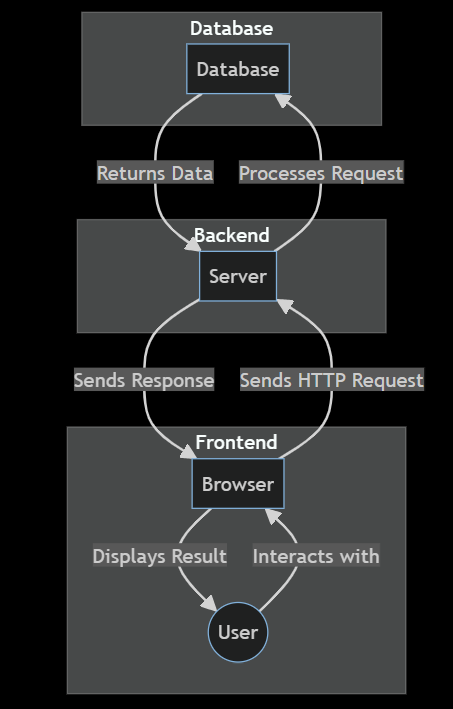 Database
Database
Returns Data
Processes Request
Backend
Server
Sends Response
Sends HTTP Request
Frontend
Browser
Displays Result
Interacts with
User